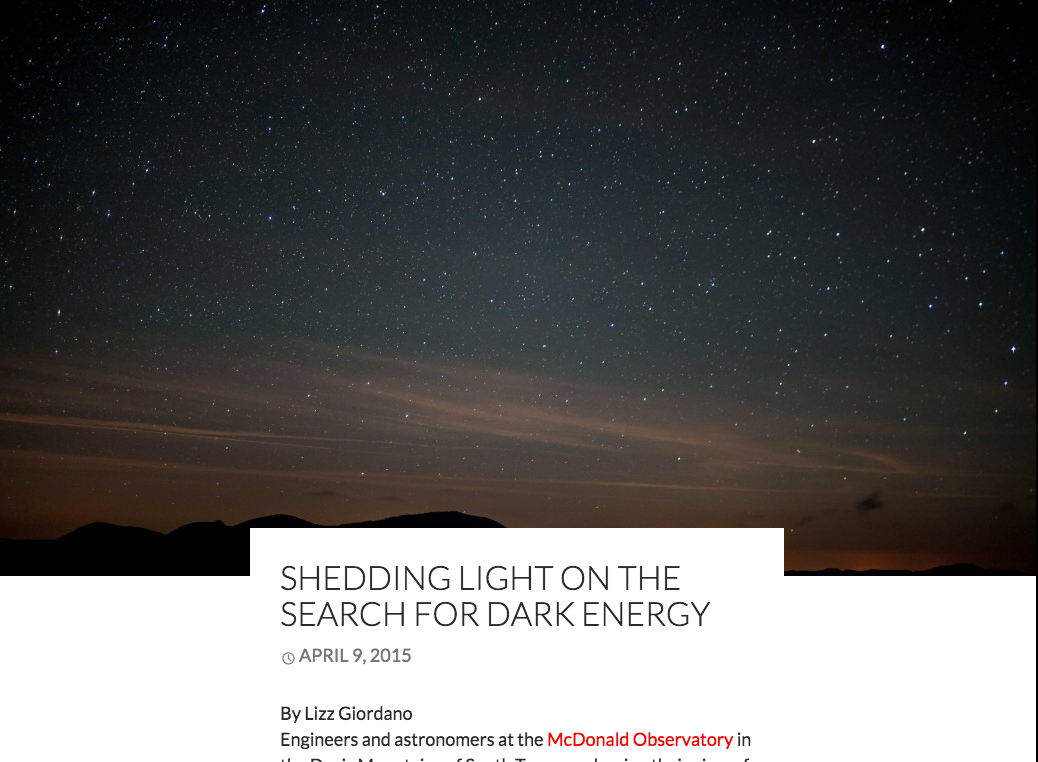 SHEDDING LIGHT ON THE
SEARCH FOR DARK ENERGY
APRIL 9, 2015
By Lizz Giordano
Engineers and astronomers at the McDonald Observatory in